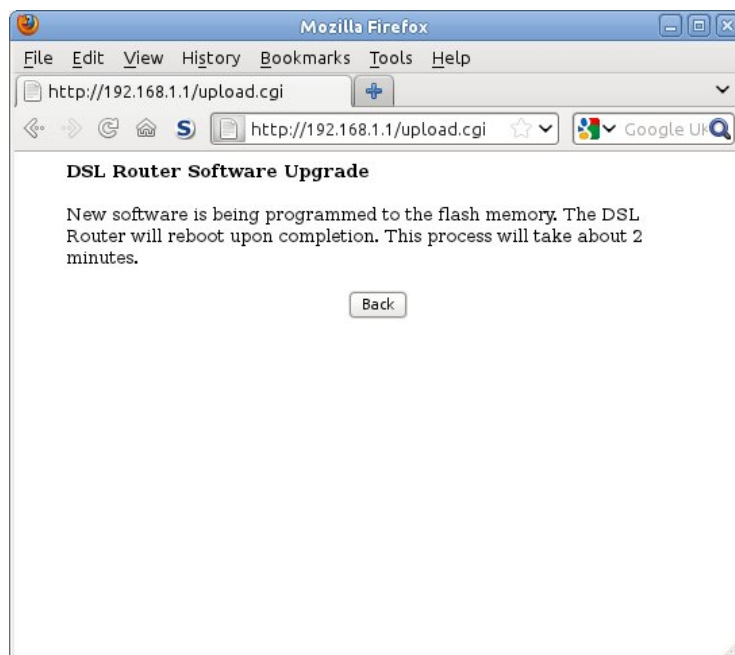 Mozilla Firefox
File Edit View History Bookmarks Tools Help
http://192.168.1.1/upload.cgi
S http://192.168.1.1/upload.cgi Google UK
DSL Router Software Upgrade
New software is being programmed to the flash memory. The DSL
Router will reboot upon completion. This process will take about 2
minutes.
Back